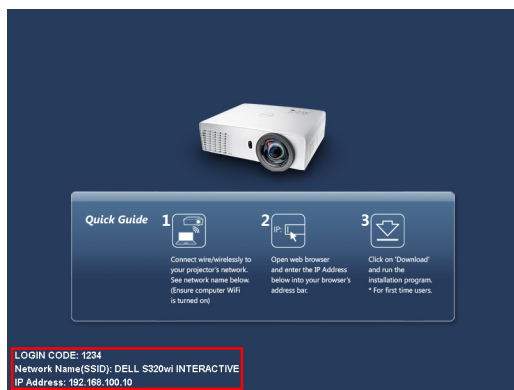 Quick Guide
1
Connect wire/wirelessly to
your projector's network.
See network name below.
(Ensure computer WiFi
is turned on)
2
IP:
Open web browser
and enter the IP Address
below into your browser's
address bar.
3
Click on 'Download'
and run the
installation program.
* For first time users.
LOGIN CODE: 1234
Network Name(SSID): DELL S320wi INTERACTIVE
IP Address: 192.168.100.10